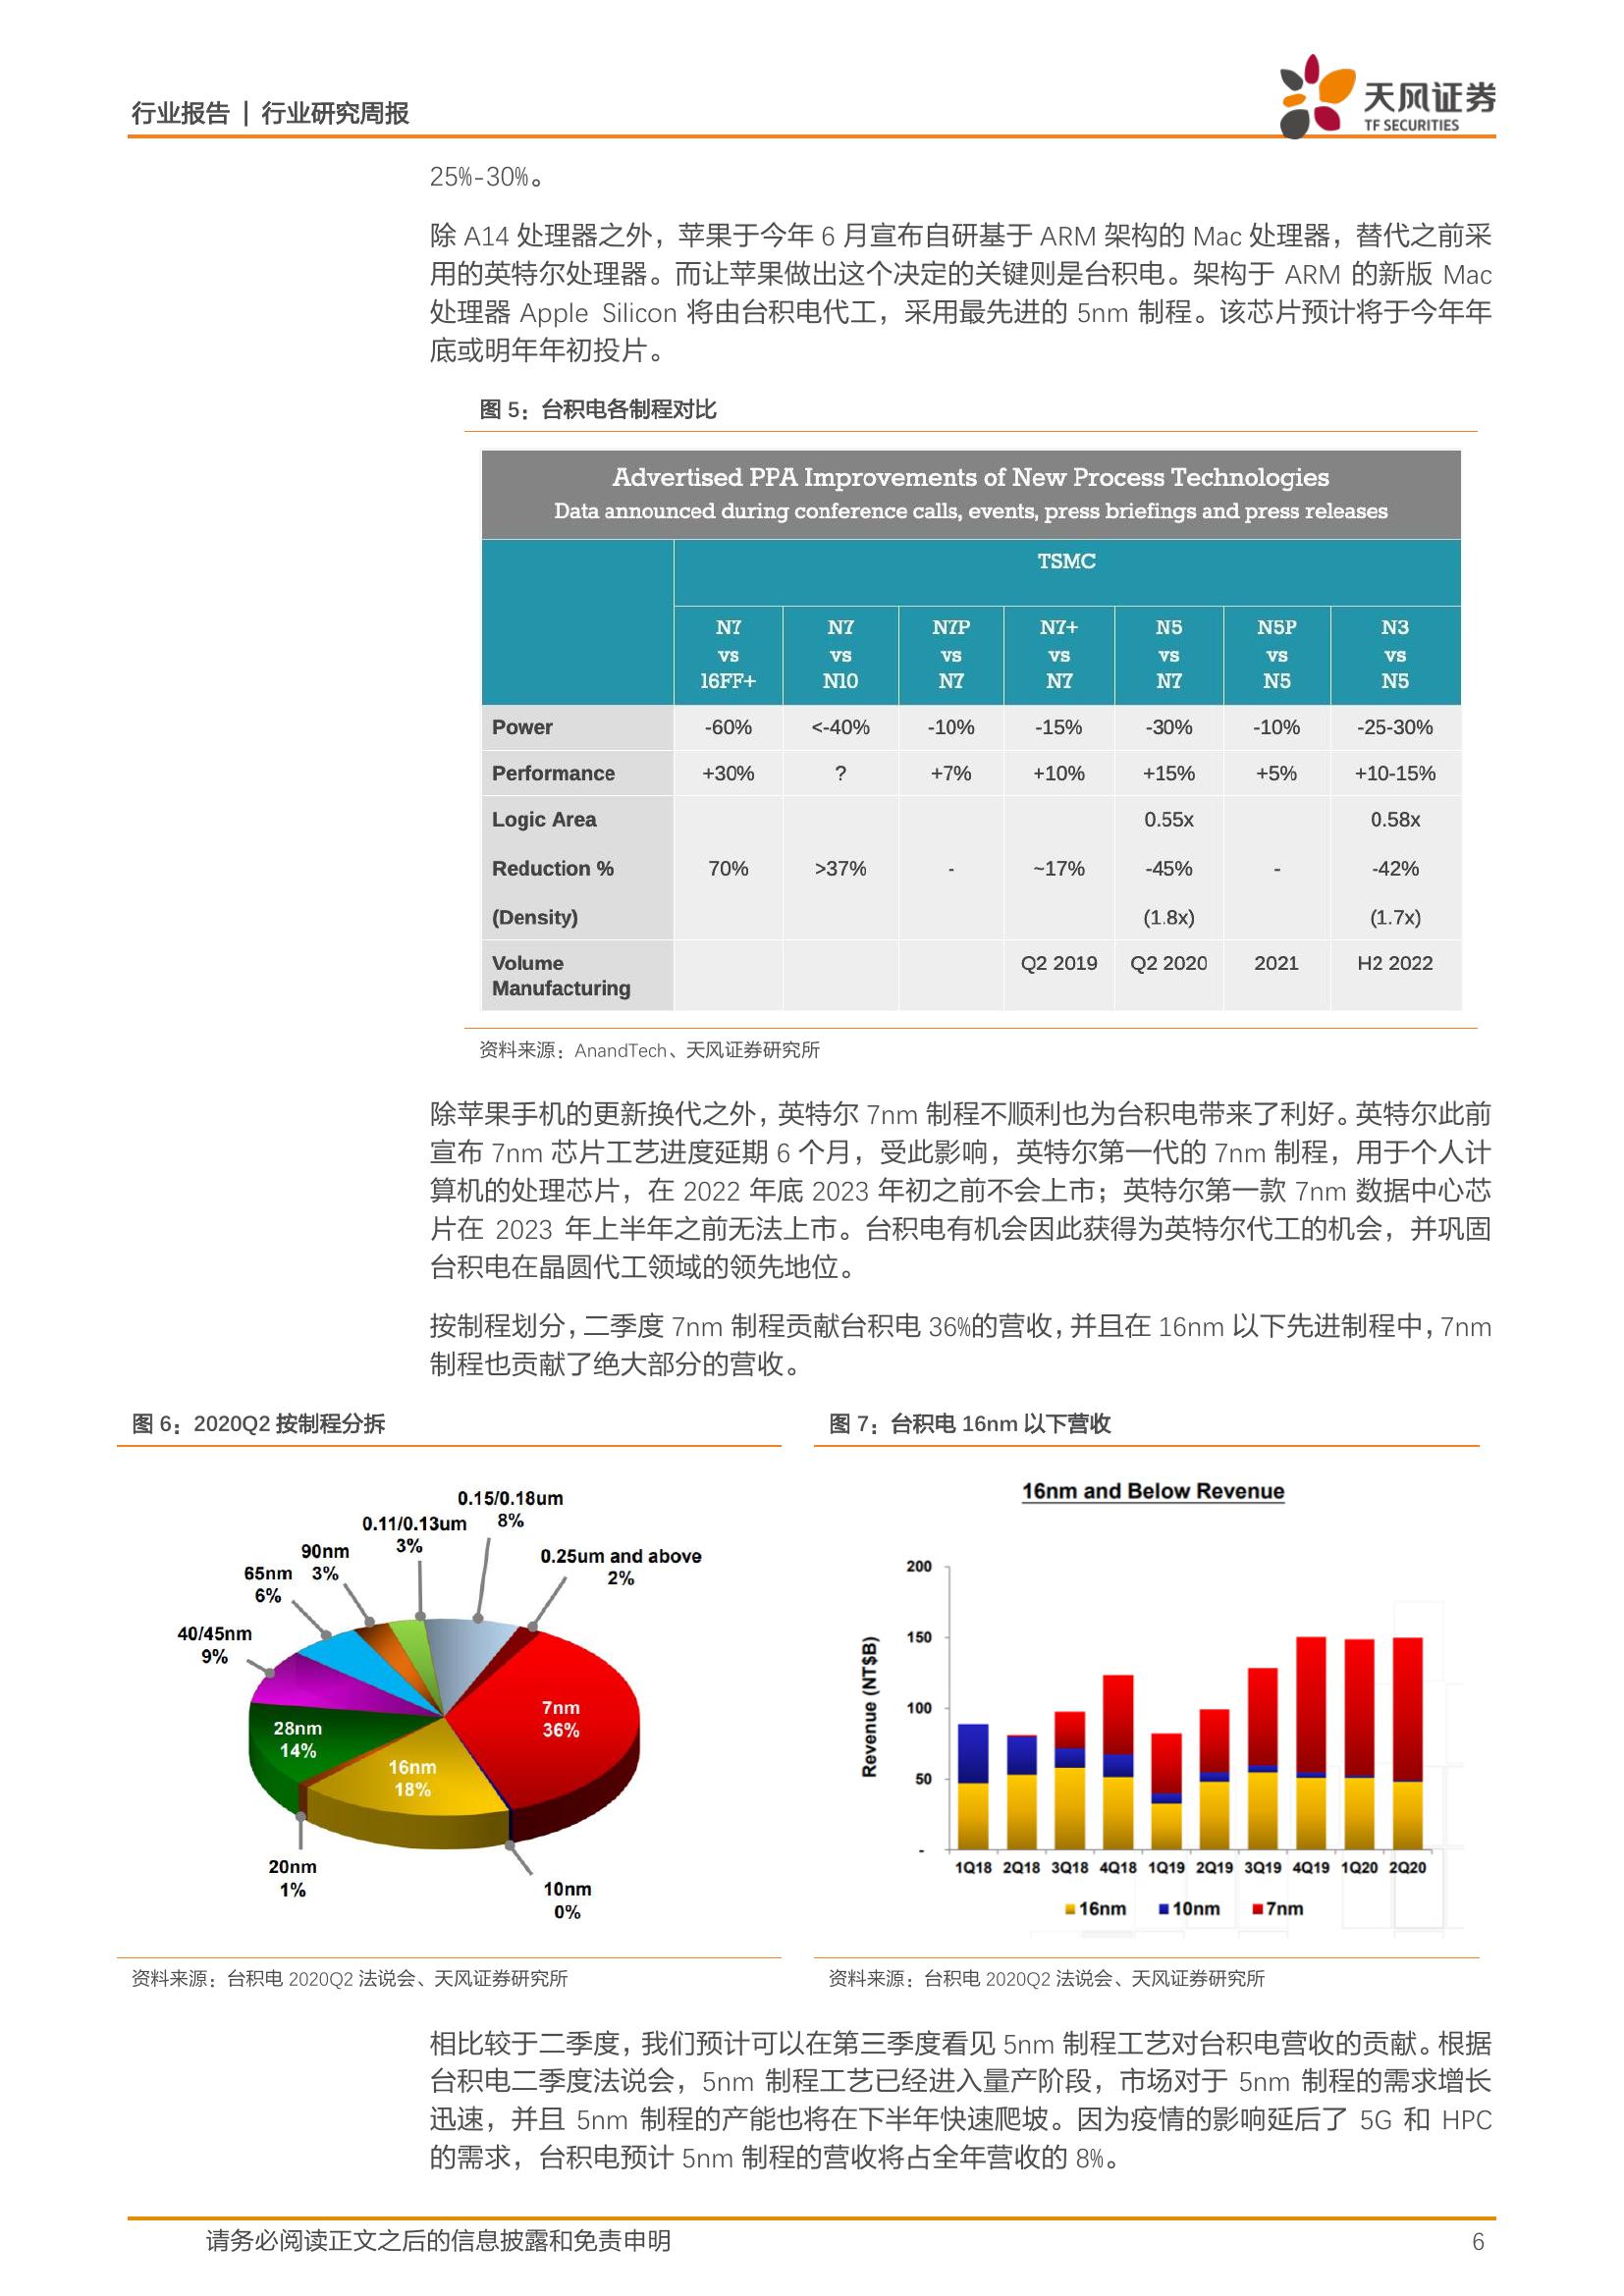 行业报告 | 行业研究周报
天风证券
TF SECURITIES
25%-30%。
除 A14 处理器之外，苹果于今年 6 月宣布自研基于 ARM 架构的 Mac 处理器，替代之前采
用的英特尔处理器。而让苹果做出这个决定的关键则是台积电。架构于 ARM 的新版 Mac
处理器 Apple Silicon 将由台积电代工，采用最先进的 5nm 制程。该芯片预计将于今年年
底或明年年初投片。
图 5：台积电各制程对比
Advertised PPA Improvements of New Process Technologies
Data announced during conference calls, events, press briefings and press releases
TSMC
N7 vs 16FF+ N7 vs N10 N7P vs N7 N7+ vs N7 N5 vs N7 N5P vs N5 N3 vs N5
Power -60% <-40% -10% -15% -30% -10% -25-30%
Performance +30% ? +7% +10% +15% +5% +10-15%
Logic Area 0.55x 0.58x
Reduction % 70% >37% - ~17% -45% - -42%
(Density) (1.8x) (1.7x)
Volume Q2 2019 Q2 2020 2021 H2 2022
Manufacturing
资料来源：AnandTech、天风证券研究所
除苹果手机的更新换代之外，英特尔 7nm 制程不顺利也为台积电带来了利好。英特尔此前
宣布 7nm 芯片工艺进度延期 6 个月，受此影响，英特尔第一代的 7nm 制程，用于个人计
算机的处理芯片，在 2022 年底 2023 年初之前不会上市；英特尔第一款 7nm 数据中心芯
片在 2023 年上半年之前无法上市。台积电有机会因此获得为英特尔代工的机会，并巩固
台积电在晶圆代工领域的领先地位。
按制程划分，二季度 7nm 制程贡献台积电 36%的营收，并且在 16nm 以下先进制程中，7nm
制程也贡献了绝大部分的营收。
图 6：2020Q2 按制程分拆
0.15/0.18um
8%
0.11/0.13um
3%
90nm
3%
65nm
6%
40/45nm
9%
0.25um and above
2%
7nm
36%
28nm
14%
16nm
18%
20nm
1%
10nm
0%
资料来源：台积电 2020Q2 法说会、天风证券研究所
图 7：台积电 16nm 以下营收
16nm and Below Revenue
Revenue (NT$B)
200
150
100
50
-
1Q18 2Q18 3Q18 4Q18 1Q19 2Q19 3Q19 4Q19 1Q20 2Q20
16nm 10nm 7nm
资料来源：台积电 2020Q2 法说会、天风证券研究所
相比较于二季度，我们预计可以在第三季度看见 5nm 制程工艺对台积电营收的贡献。根据
台积电二季度法说会，5nm 制程工艺已经进入量产阶段，市场对于 5nm 制程的需求增长
迅速，并且 5nm 制程的产能也将在下半年快速爬坡。因为疫情的影响延后了 5G 和 HPC
的需求，台积电预计 5nm 制程的营收将占全年营收的 8%。
请务必阅读正文之后的信息披露和免责申明
6